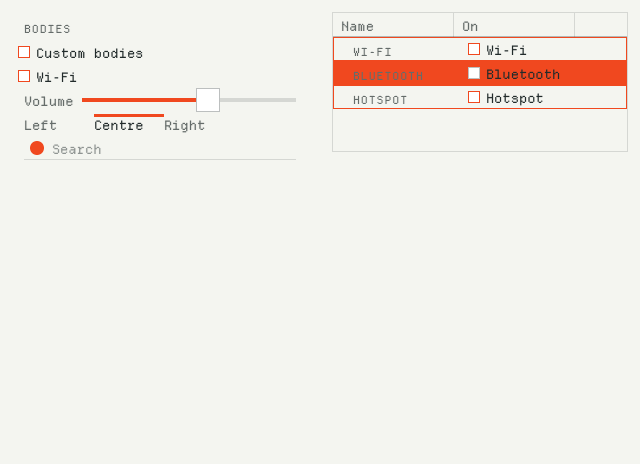 BODIES
Custom bodies
Wi-Fi
Volume
Left Centre Right
Search
Name On
WI-FI Wi-Fi
BLUETOOTH Bluetooth
HOTSPOT Hotspot